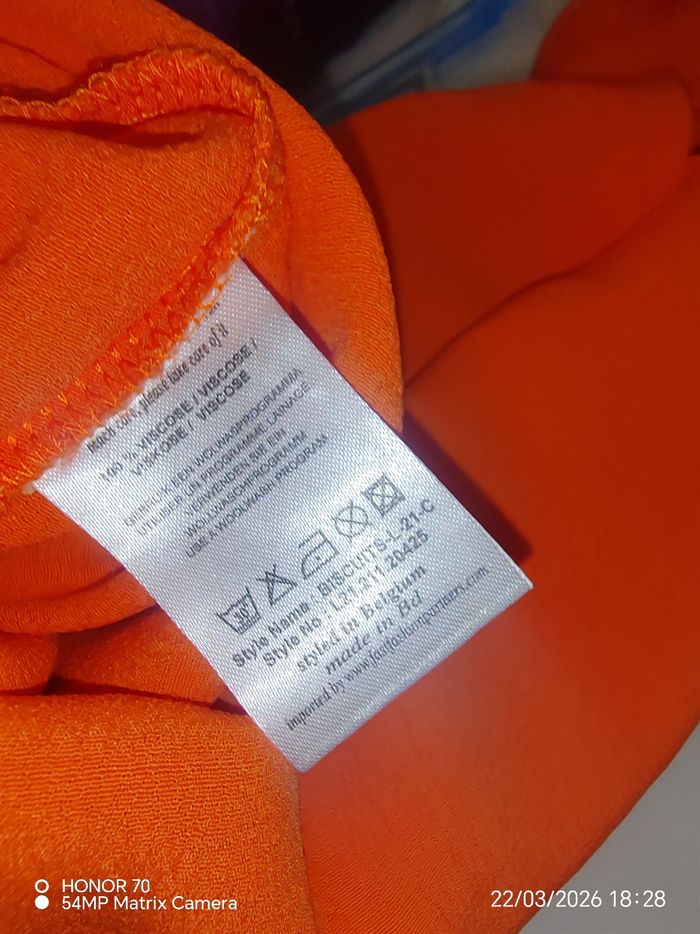 much care, please take care of it
100 % VISCOSE / VISCOSE /
VISKOSE / VISCOSE
GEBRUIK EEN WOLWASPROGRAMMA
UTILISER UN PROGRAMME LAINAGE
VERWENDEN SIE EIN
WOLLWASCHPROGRAMM
USE A WOOLWASH PROGRAM
30°
Style Name : BISCUITS-L-21-C
Style No : L21.211.20425
styled in Belgium
made in Bd
imported by www.fastfashionpartners.com
HONOR 70
54MP Matrix Camera
22/03/2026 18:28